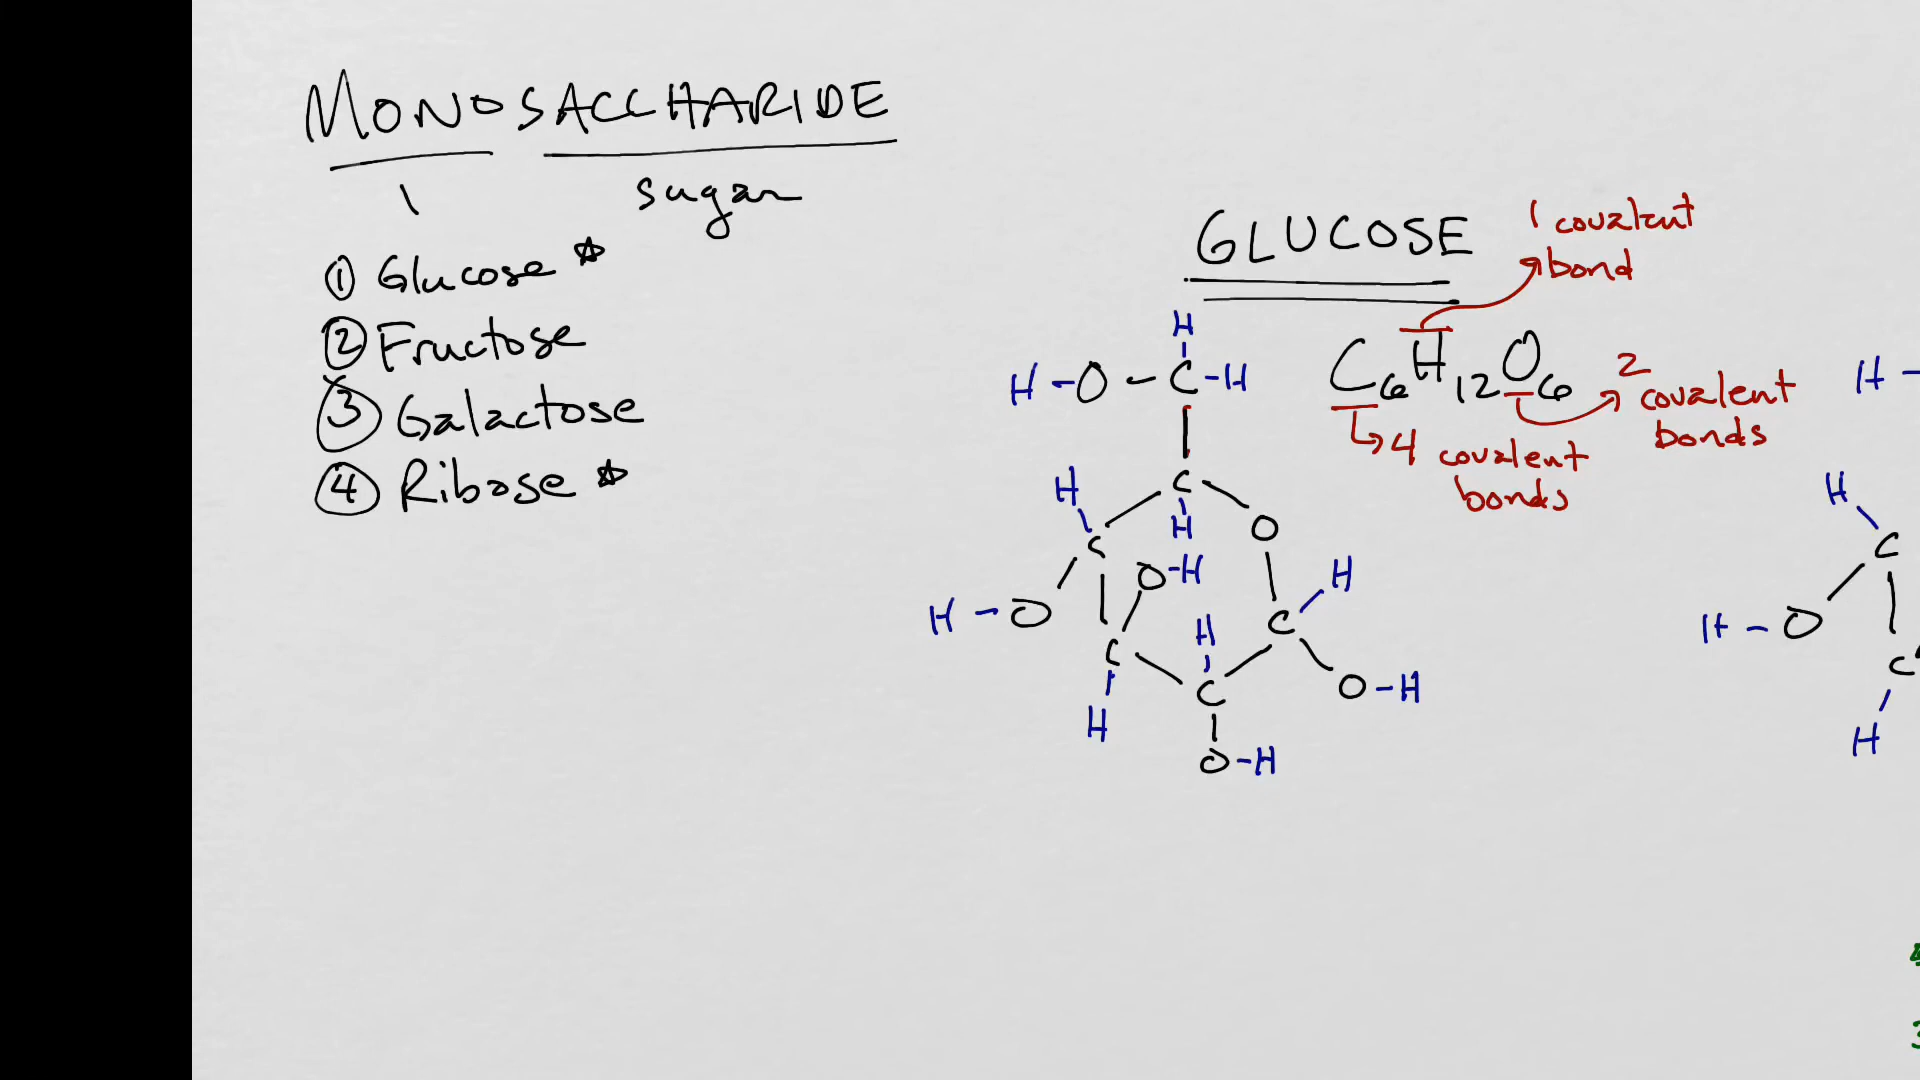 MONOSACCHARIDE
1 sugar
① Glucose ☆
② Fructose
③ Galactose
④ Ribose ☆
GLUCOSE
1 covalent
bond
C6H12O6
2
covalent
bonds
4 covalent
bonds
H
H-O-C-H
H C
C H O
O-H H
H-O C
C H
H C O-H
O-H
H
H
C
H-O
C
H